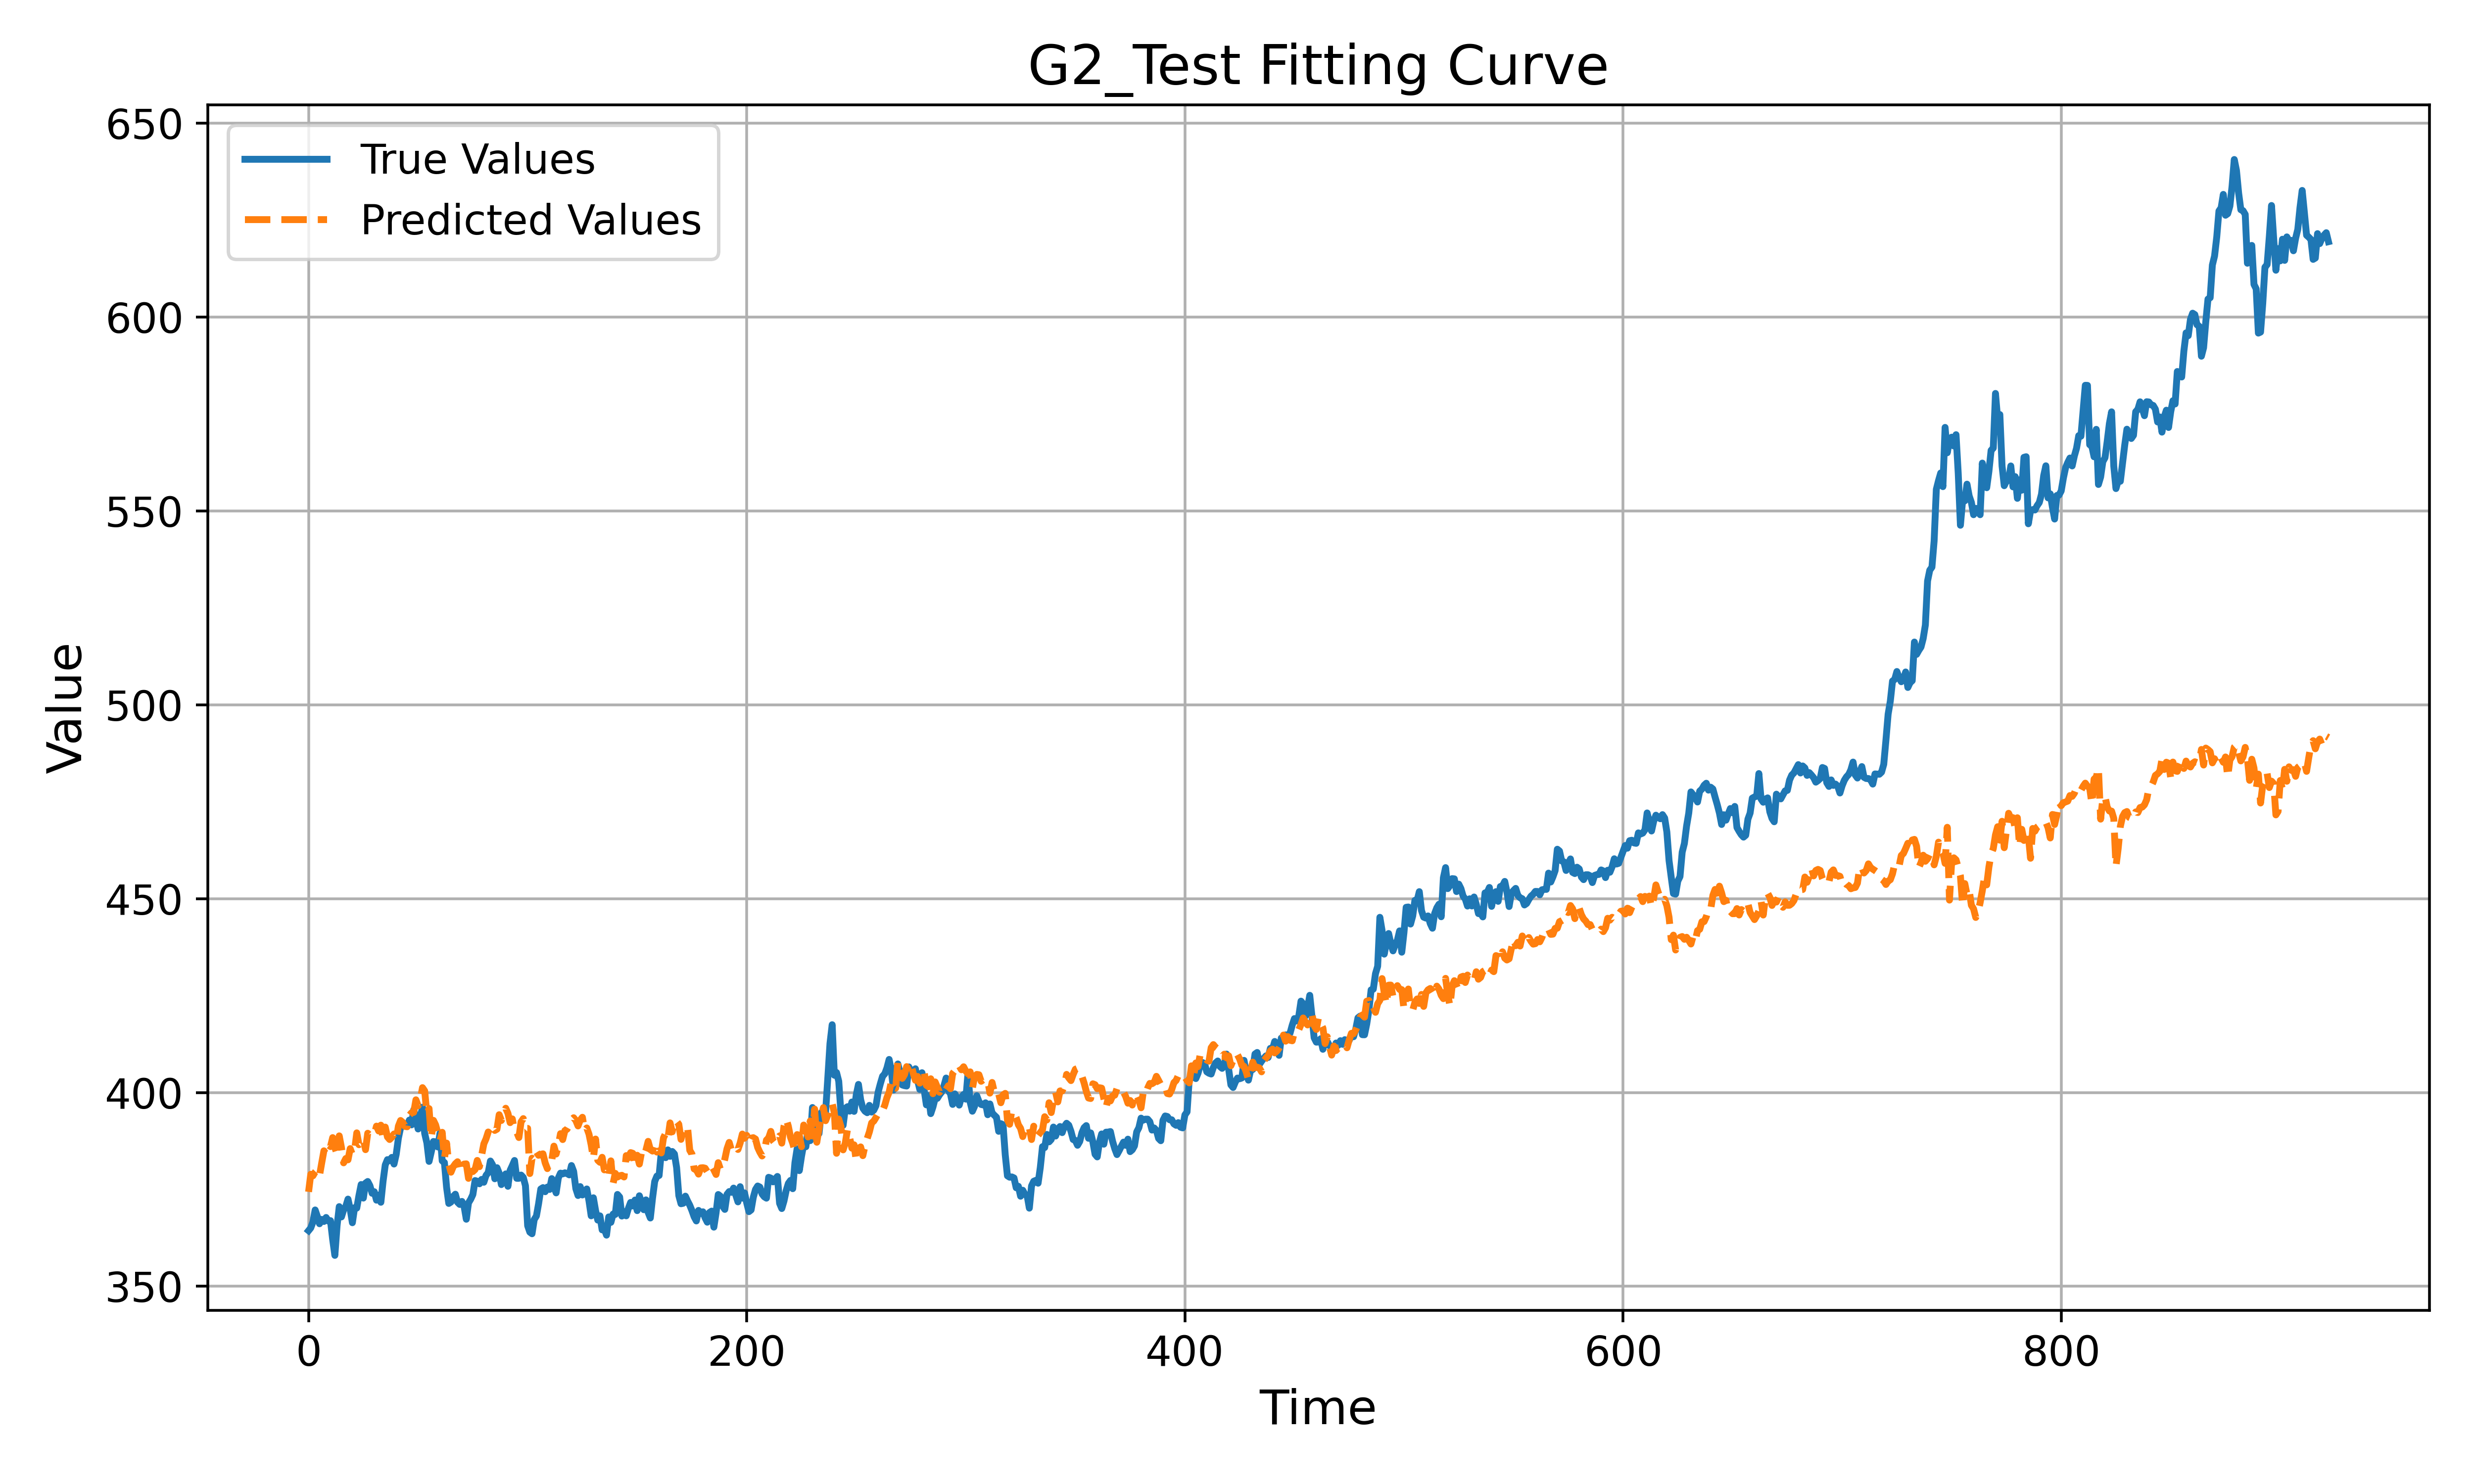 G2_Test Fitting Curve
True Values
Predicted Values
650
600
550
500
450
400
350
Value
0 200 400 600 800
Time